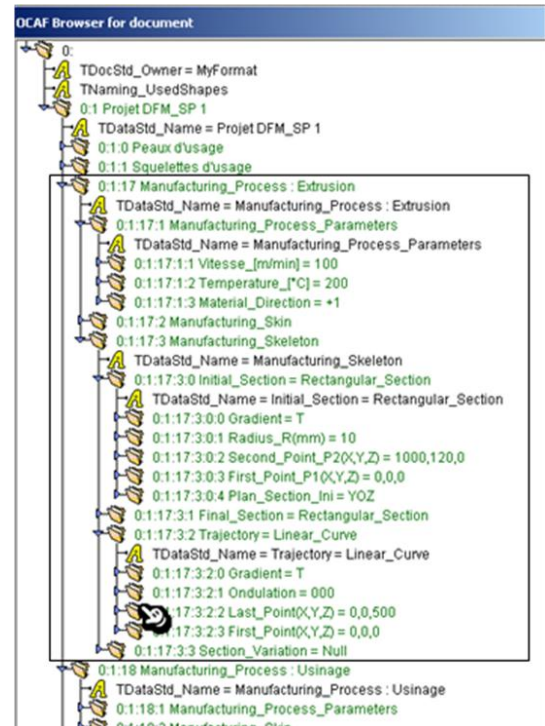 OCAF Browser for document
0:
TDocStd_Owner = MyFormat
TNaming_UsedShapes
0:1 Projet DFM_SP 1
TDataStd_Name = Projet DFM_SP 1
0:1:0 Peaux d'usage
0:1:1 Squelettes d'usage
0:1:17 Manufacturing_Process : Extrusion
TDataStd_Name = Manufacturing_Process : Extrusion
0:1:17:1 Manufacturing_Process_Parameters
TDataStd_Name = Manufacturing_Process_Parameters
0:1:17:1:1 Vitesse_[m/min] = 100
0:1:17:1:2 Temperature_[°C] = 200
0:1:17:1:3 Material_Direction = +1
0:1:17:2 Manufacturing_Skin
0:1:17:3 Manufacturing_Skeleton
TDataStd_Name = Manufacturing_Skeleton
0:1:17:3:0 Initial_Section = Rectangular_Section
TDataStd_Name = Initial_Section = Rectangular_Section
0:1:17:3:0:0 Gradient = T
0:1:17:3:0:1 Radius_R(mm) = 10
0:1:17:3:0:2 Second_Point_P2(X,Y,Z) = 1000,120,0
0:1:17:3:0:3 First_Point_P1(X,Y,Z) = 0,0,0
0:1:17:3:0:4 Plan_Section_Ini = YOZ
0:1:17:3:1 Final_Section = Rectangular_Section
0:1:17:3:2 Trajectory = Linear_Curve
TDataStd_Name = Trajectory = Linear_Curve
0:1:17:3:2:0 Gradient = T
0:1:17:3:2:1 Ondulation = 000
:17:3:2:2 Last_Point(X,Y,Z) = 0,0,500
:17:3:2:3 First_Point(X,Y,Z) = 0,0,0
0:1:17:3:3 Section_Variation = Null
0:1:18 Manufacturing_Process : Usinage
TDataStd_Name = Manufacturing_Process : Usinage
0:1:18:1 Manufacturing_Process_Parameters